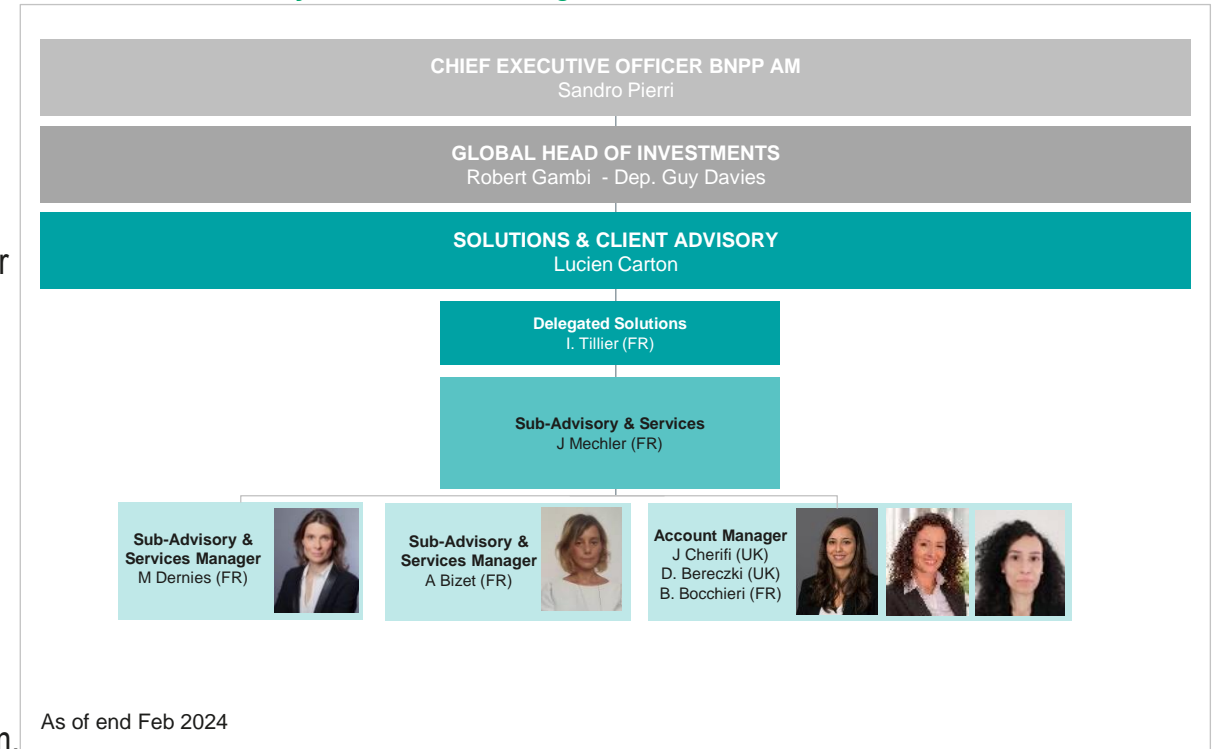 CHIEF EXECUTIVE OFFICER BNPP AM
Sandro Pierri
GLOBAL HEAD OF INVESTMENTS
Robert Gambi - Dep. Guy Davies
SOLUTIONS & CLIENT ADVISORY
Lucien Carton
Delegated Solutions
I. Tillier (FR)
Sub-Advisory & Services
J Mechler (FR)
Sub-Advisory &
Services Manager
M Dernies (FR)
Sub-Advisory &
Services Manager
A Bizet (FR)
Account Manager
J Cherifi (UK)
D. Bereczki (UK)
B. Bocchieri (FR)
As of end Feb 2024